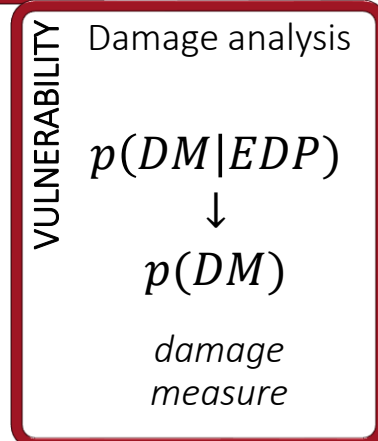 VULNERABILITY
Damage analysis
p(DM|EDP)
↓
p(DM)
damage
measure